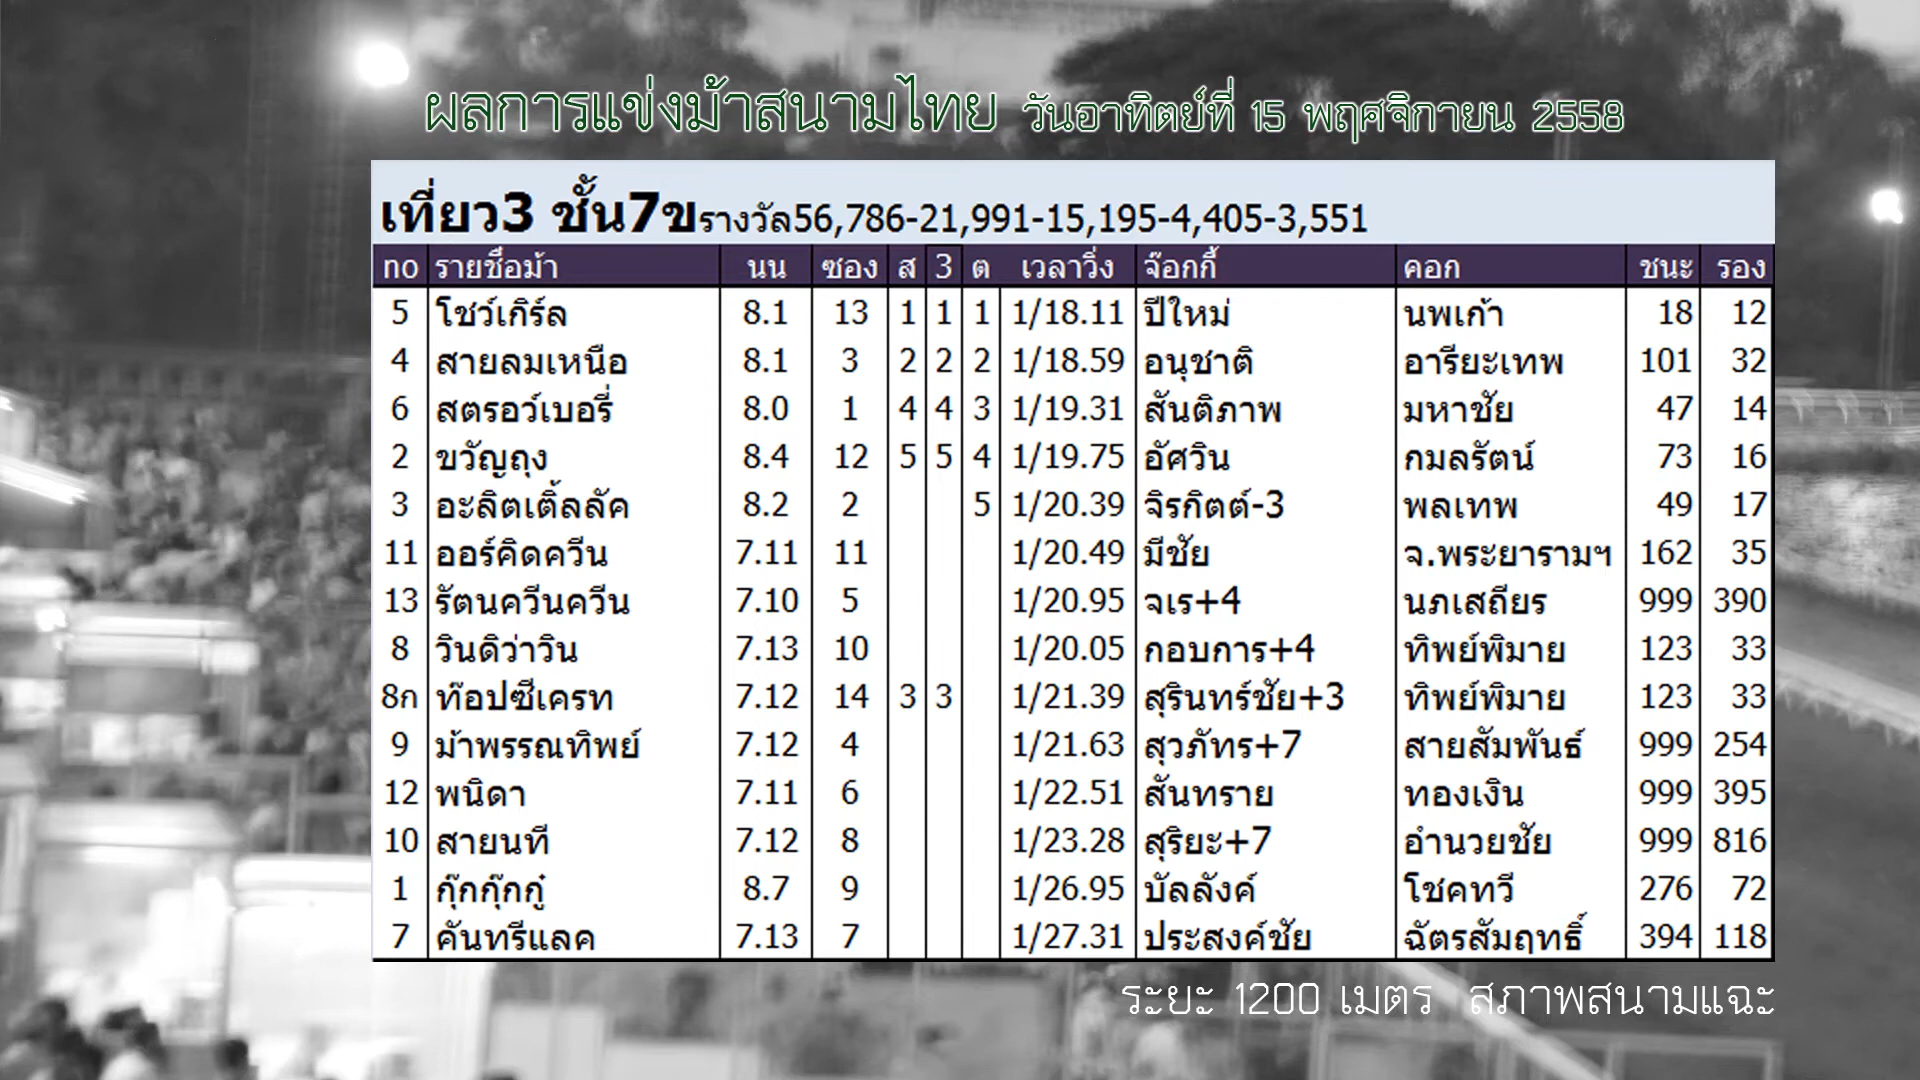 ผลการแข่งม้าสนามไทย วันอาทิตย์ที่ 15 พฤศจิกายน 2558
เที่ยว3 ชั้น7ข รางวัล56,786-21,991-15,195-4,405-3,551
no รายชื่อม้า นน ซอง ส 3 ต เวลาวิ่ง จ๊อกกี้ คอก ชนะ รอง
5 โชว์เกิร์ล 8.1 13 1 1 1 1/18.11 ปีใหม่ นพเก้า 18 12
4 สายลมเหนือ 8.1 3 2 2 2 1/18.59 อนุชาติ อารียะเทพ 101 32
6 สตรอว์เบอรี่ 8.0 1 4 4 3 1/19.31 สันติภาพ มหาชัย 47 14
2 ขวัญถุง 8.4 12 5 5 4 1/19.75 อัศวิน กมลรัตน์ 73 16
3 อะลิตเติ้ลลัค 8.2 2 5 1/20.39 จิรกิตต์-3 พลเทพ 49 17
11 ออร์คิดควีน 7.11 11 1/20.49 มีชัย จ.พระยารามฯ 162 35
13 รัตนควีนควีน 7.10 5 1/20.95 จเร+4 นภเสถียร 999 390
8 วินดิว่าวิน 7.13 10 1/20.05 กอบการ+4 ทิพย์พิมาย 123 33
8ก ท๊อปซีเครท 7.12 14 3 3 1/21.39 สุรินทร์ชัย+3 ทิพย์พิมาย 123 33
9 ม้าพรรณทิพย์ 7.12 4 1/21.63 สุวภัทร+7 สายสัมพันธ์ 999 254
12 พนิดา 7.11 6 1/22.51 สันทราย ทองเงิน 999 395
10 สายนที 7.12 8 1/23.28 สุริยะ+7 อำนวยชัย 999 816
1 กุ๊กกุ๊กกู๋ 8.7 9 1/26.95 บัลลังค์ โชคทวี 276 72
7 คันทรีแลค 7.13 7 1/27.31 ประสงค์ชัย ฉัตรสัมฤทธิ์ 394 118
ระยะ 1200 เมตร สภาพสนามแฉะ